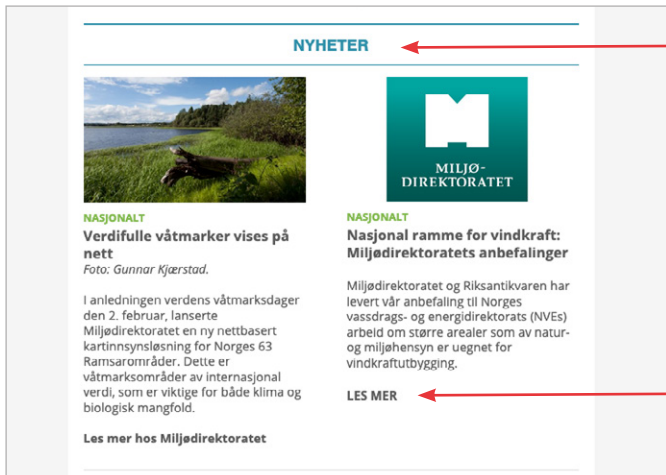 NYHETER
NASJONALT
Verdifulle våtmarker vises på
nett
Foto: Gunnar Kjærstad.
I anledningen verdens våtmarksdager
den 2. februar, lanserte
Miljødirektoratet en ny nettbasert
kartinnsynsløsning for Norges 63
Ramsarområder. Dette er
våtmarksområder av internasjonal
verdi, som er viktige for både klima og
biologisk mangfold.
Les mer hos Miljødirektoratet
MILJØ-
DIREKTORATET
NASJONALT
Nasjonal ramme for vindkraft:
Miljødirektoratets anbefalinger
Miljødirektoratet og Riksantikvaren har
levert vår anbefaling til Norges
vassdrags- og energidirektorats (NVEs)
arbeid om større arealer som av natur-
og miljøhensyn er uegnet for
vindkraftutbygging.
LES MER